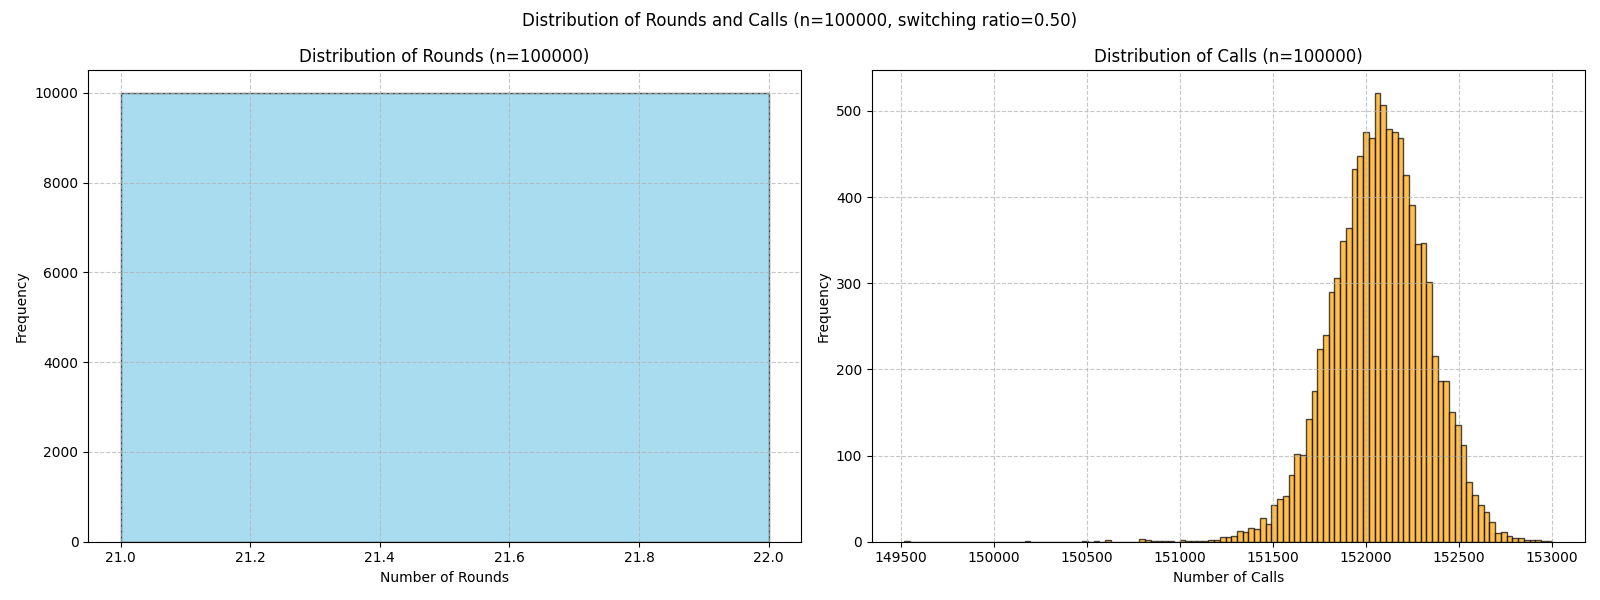 Distribution of Rounds and Calls (n=100000, switching ratio=0.50)
Distribution of Rounds (n=100000)
10000
8000
6000
4000
2000
0
Frequency
21.0 21.2 21.4 21.6 21.8 22.0
Number of Rounds
Distribution of Calls (n=100000)
500
400
300
200
100
0
Frequency
149500 150000 150500 151000 151500 152000 152500 153000
Number of Calls